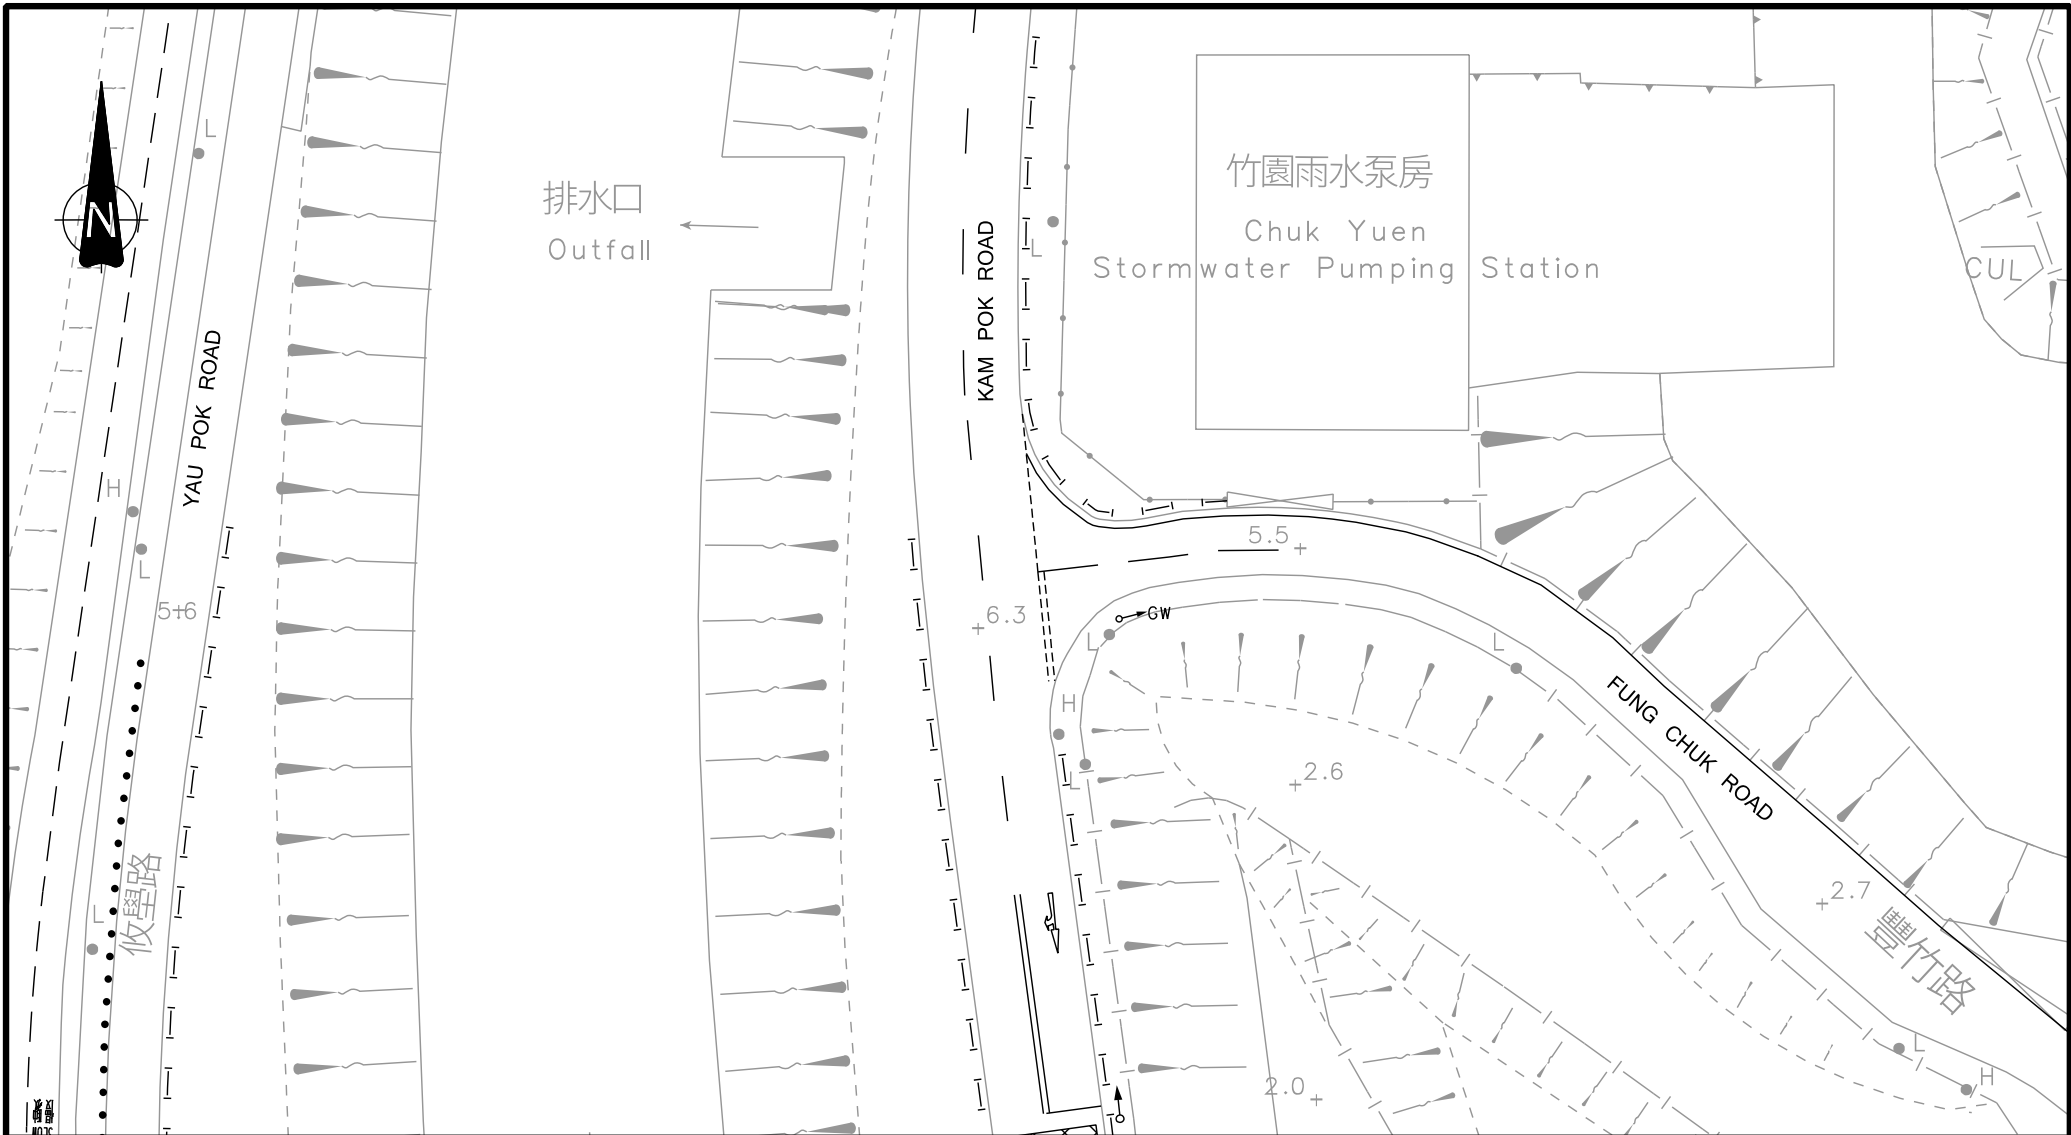 N
L
排水口
Outfall
竹園雨水泵房
Chuk Yuen
Stormwater Pumping Station
L
CUL
KAM POK ROAD
YAU POK ROAD
H
L
5.5
5+6
6.3
GW
L
L
H
L
2.6
FUNG CHUK ROAD
2.7
豐竹路
攸壆路
L
L
H
2.0